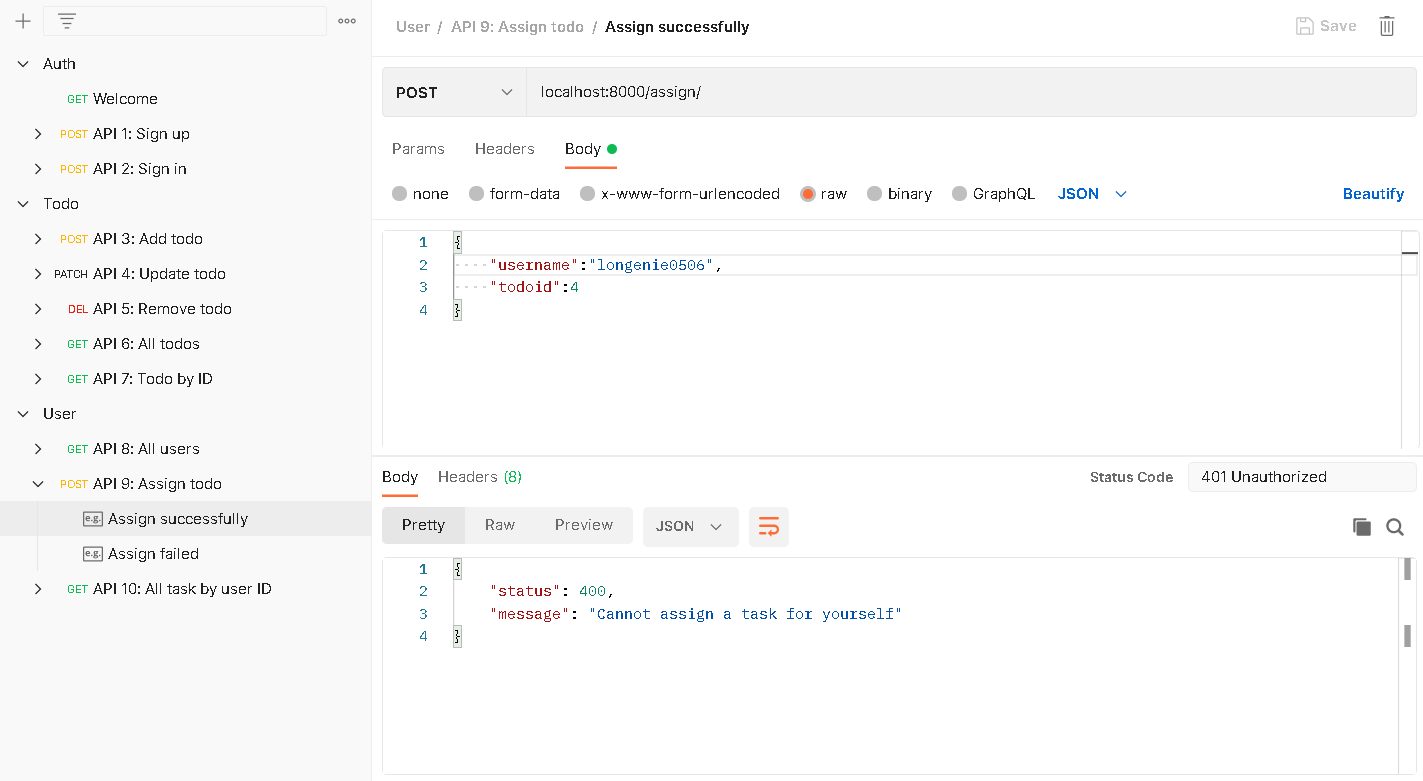 Auth
GET Welcome
POST API 1: Sign up
POST API 2: Sign in
Todo
POST API 3: Add todo
PATCH API 4: Update todo
DEL API 5: Remove todo
GET API 6: All todos
GET API 7: Todo by ID
User
GET API 8: All users
POST API 9: Assign todo
e.g. Assign successfully
e.g. Assign failed
GET API 10: All task by user ID
User / API 9: Assign todo / Assign successfully
Save
POST localhost:8000/assign/
Params Headers Body
none form-data x-www-form-urlencoded raw binary GraphQL JSON Beautify
1 {
2 "username":"longenie0506",
3 "todoid":4
4 }
Body Headers (8) Status Code 401 Unauthorized
Pretty Raw Preview JSON
1 {
2 "status": 400,
3 "message": "Cannot assign a task for yourself"
4 }